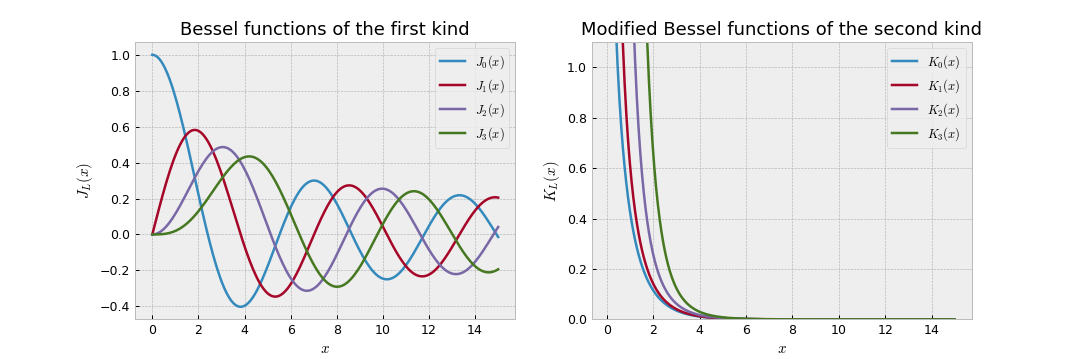 Bessel functions of the first kind
1.0
0.8
0.6
0.4
0.2
0.0
−0.2
−0.4
J_L(x)
J_0(x)
J_1(x)
J_2(x)
J_3(x)
0 2 4 6 8 10 12 14
x
Modified Bessel functions of the second kind
1.0
0.8
0.6
0.4
0.2
0.0
K_L(x)
K_0(x)
K_1(x)
K_2(x)
K_3(x)
0 2 4 6 8 10 12 14
x